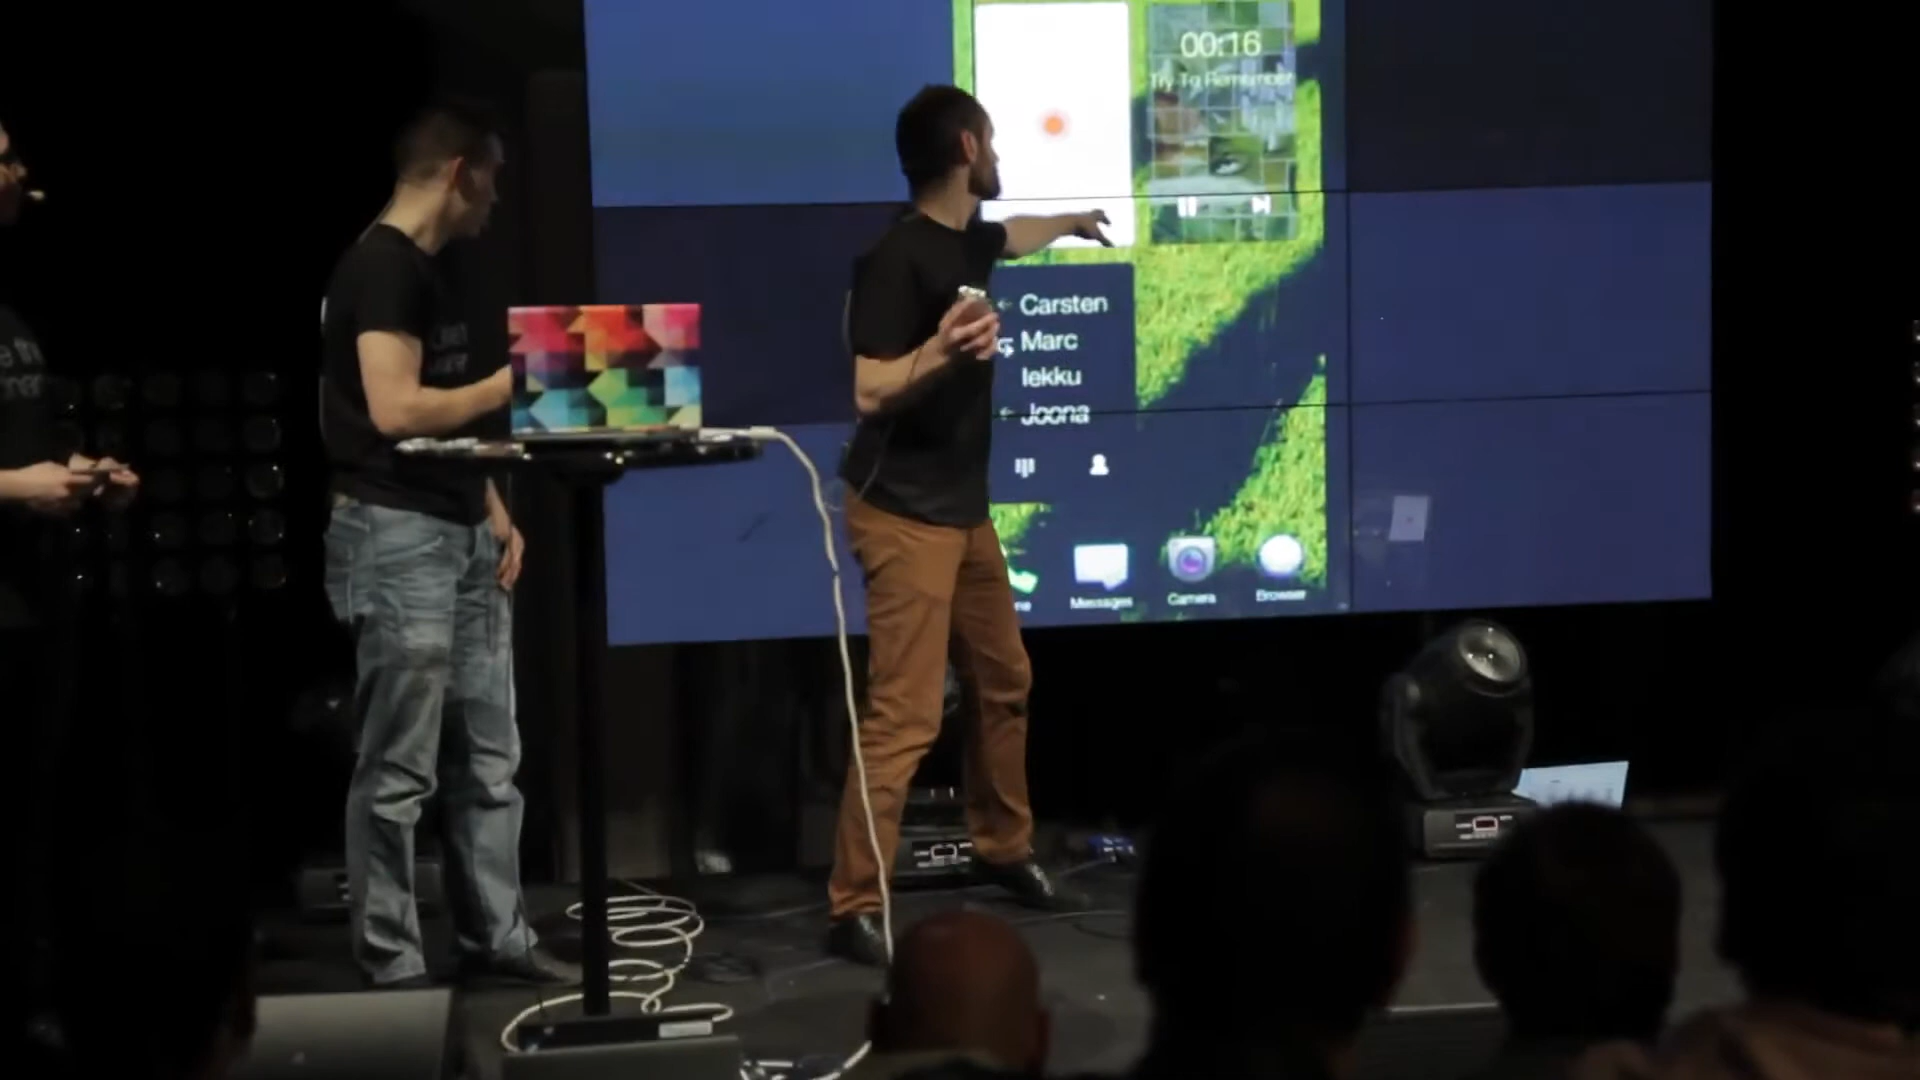 00:16
Try To Remember
Carsten
Marc
Iekku
Joona
Messages
Camera
Browser